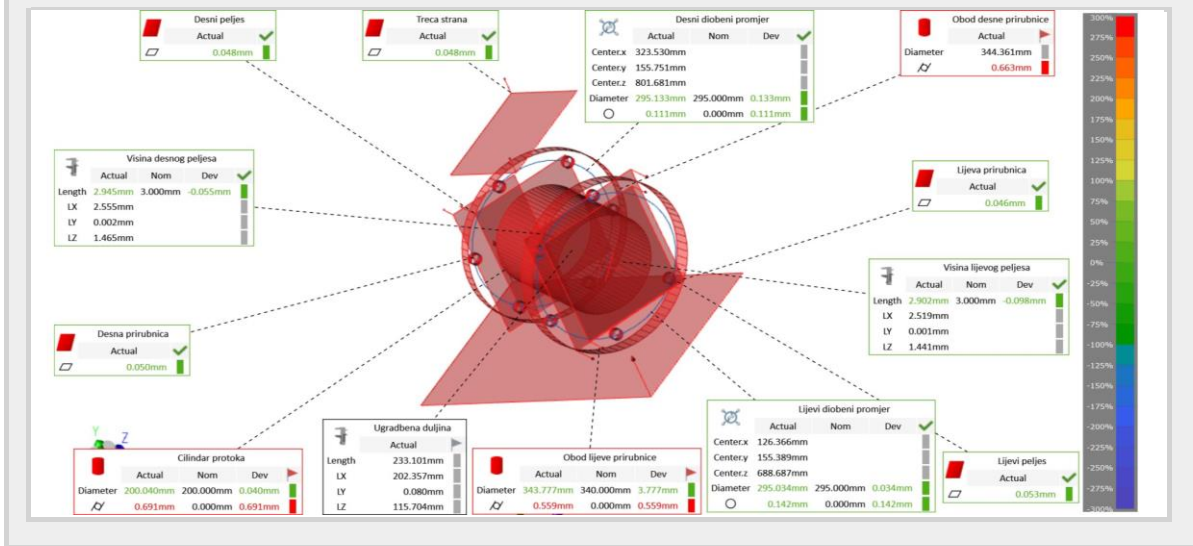 Desni peljes
Actual
0.048mm
Treca strana
Actual
0.048mm
Desni diobeni promjer
Actual Nom Dev
Center.x 323.530mm
Center.y 155.751mm
Center.z 801.681mm
Diameter 295.133mm 295.000mm 0.133mm
0.111mm 0.000mm 0.111mm
Obod desne prirubnice
Actual
Diameter 344.361mm
0.663mm
Visina desnog peljesa
Actual Nom Dev
Length 2.945mm 3.000mm -0.055mm
LX 2.555mm
LY 0.002mm
LZ 1.465mm
Lijeva prirubnica
Actual
0.046mm
Visina lijevog peljesa
Actual Nom Dev
Length 2.902mm 3.000mm -0.098mm
LX 2.519mm
LY 0.001mm
LZ 1.441mm
Desna prirubnica
Actual
0.050mm
Y Z
Cilindar protoka
Actual Nom Dev
Diameter 200.040mm 200.000mm 0.040mm
0.691mm 0.000mm 0.691mm
Ugradbena duljina
Actual
Length 233.101mm
LX 202.357mm
LY 0.080mm
LZ 115.704mm
Obod lijeve prirubnice
Actual Nom Dev
Diameter 343.777mm 340.000mm 3.777mm
0.559mm 0.000mm 0.559mm
Lijevi diobeni promjer
Actual Nom Dev
Center.x 126.366mm
Center.y 155.389mm
Center.z 688.687mm
Diameter 295.034mm 295.000mm 0.034mm
0.142mm 0.000mm 0.142mm
Lijevi peljes
Actual
0.053mm
300%
275%
250%
225%
200%
175%
150%
125%
100%
75%
50%
25%
0%
-25%
-50%
-75%
-100%
-125%
-150%
-175%
-200%
-225%
-250%
-275%
-300%